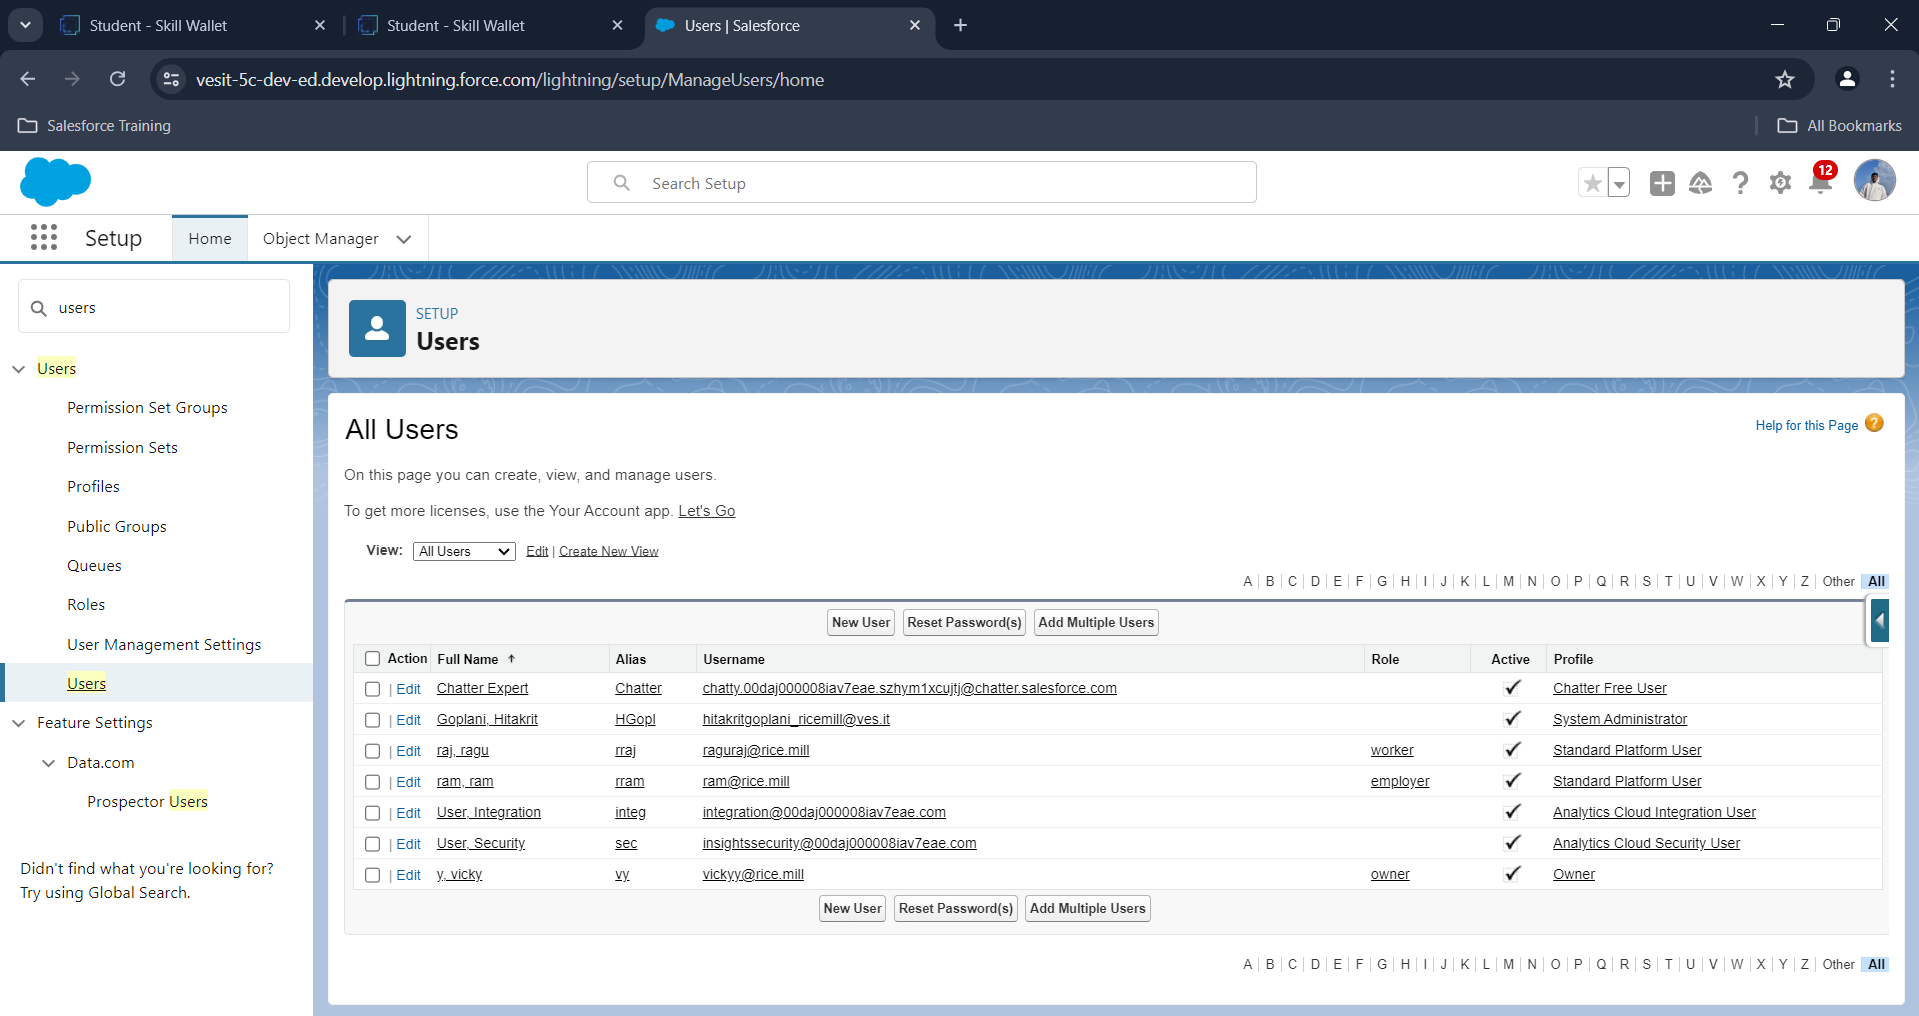 Student - Skill Wallet
Student - Skill Wallet
Users | Salesforce
vesit-5c-dev-ed.develop.lightning.force.com/lightning/setup/ManageUsers/home
Salesforce Training
All Bookmarks
Search Setup
12
Setup
Home
Object Manager
users
Users
Permission Set Groups
Permission Sets
Profiles
Public Groups
Queues
Roles
User Management Settings
Users
Feature Settings
Data.com
Prospector Users
Didn't find what you're looking for?
Try using Global Search.
SETUP
Users
All Users
Help for this Page ?
On this page you can create, view, and manage users.
To get more licenses, use the Your Account app. Let's Go
View: All Users Edit | Create New View
A | B | C | D | E | F | G | H | I | J | K | L | M | N | O | P | Q | R | S | T | U | V | W | X | Y | Z | Other | All
New User Reset Password(s) Add Multiple Users
Action Full Name ↑ Alias Username Role Active Profile
| Edit Chatter Expert Chatter chatty.00daj000008iav7eae.szhym1xcujtj@chatter.salesforce.com ✓ Chatter Free User
| Edit Goplani, Hitakrit HGopl hitakritgoplani_ricemill@ves.it ✓ System Administrator
| Edit raj, ragu rraj raguraj@rice.mill worker ✓ Standard Platform User
| Edit ram, ram rram ram@rice.mill employer ✓ Standard Platform User
| Edit User, Integration integ integration@00daj000008iav7eae.com ✓ Analytics Cloud Integration User
| Edit User, Security sec insightssecurity@00daj000008iav7eae.com ✓ Analytics Cloud Security User
| Edit y, vicky vy vickyy@rice.mill owner ✓ Owner
New User Reset Password(s) Add Multiple Users
A | B | C | D | E | F | G | H | I | J | K | L | M | N | O | P | Q | R | S | T | U | V | W | X | Y | Z | Other | All